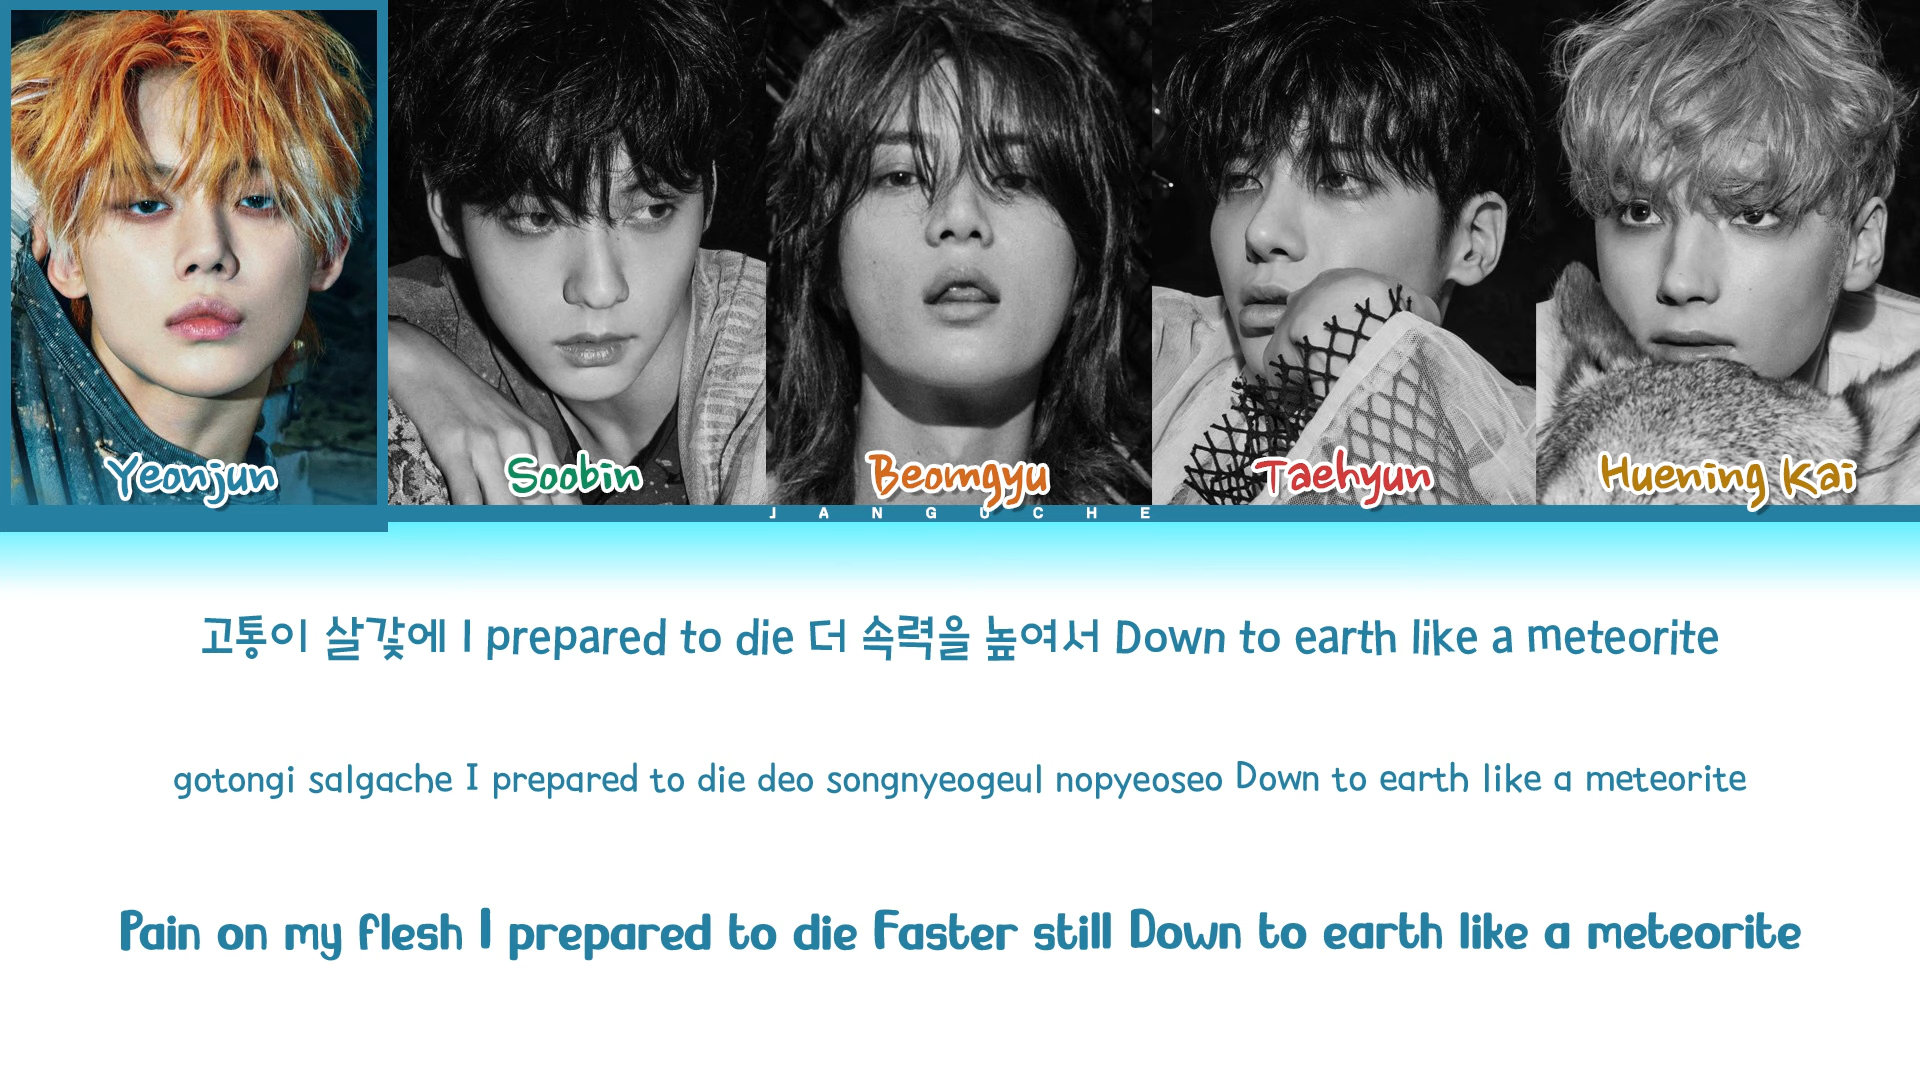 Yeonjun
Soobin
Beomgyu
Taehyun
Huening Kai
JANGUCHE
고통이 살갗에 I prepared to die 더 속력을 높여서 Down to earth like a meteorite
gotongi salgache I prepared to die deo songnyeogeul nopyeoseo Down to earth like a meteorite
Pain on my flesh I prepared to die Faster still Down to earth like a meteorite